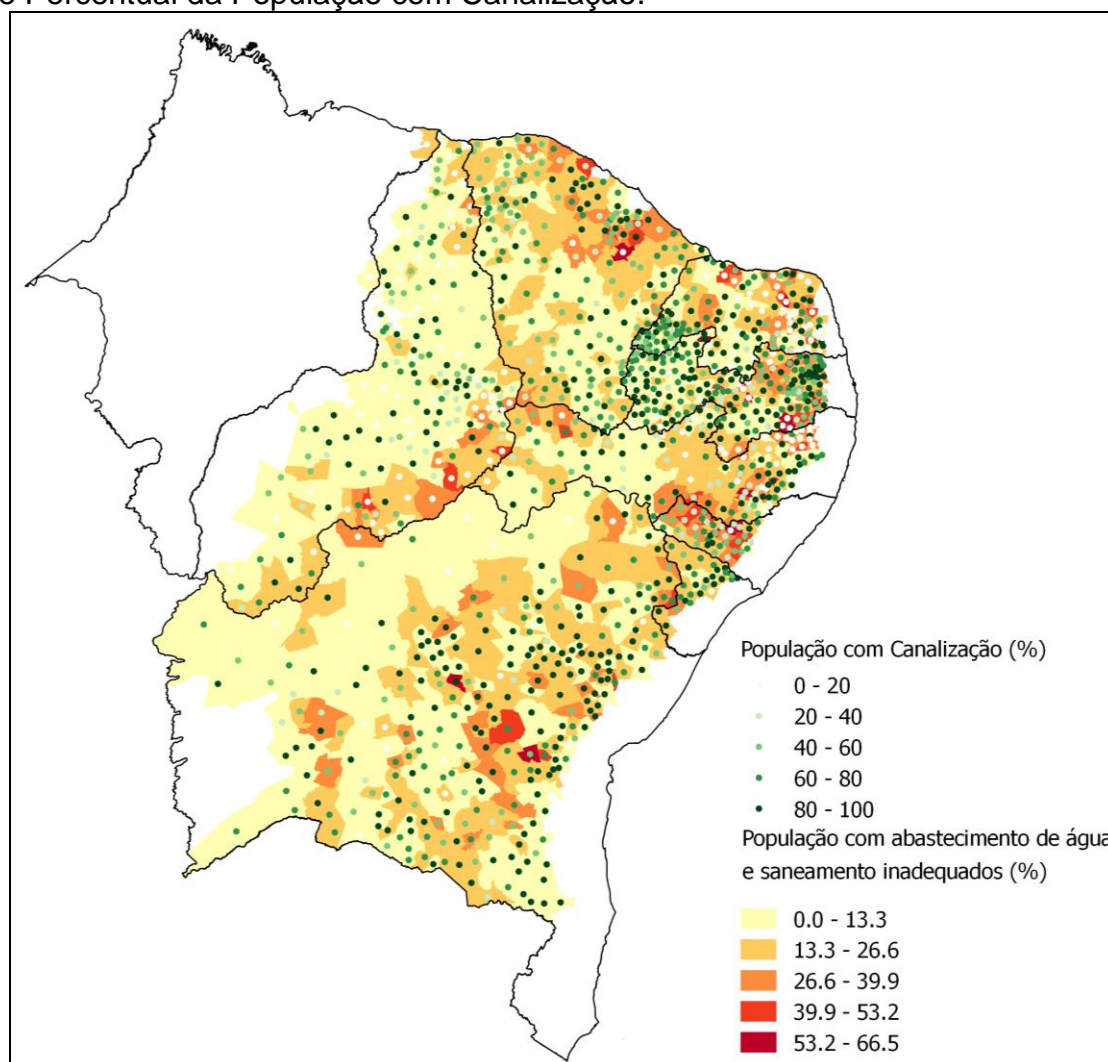 e Percentual da População com Canalização.
População com Canalização (%)
0 - 20
20 - 40
40 - 60
60 - 80
80 - 100
População com abastecimento de água
e saneamento inadequados (%)
0.0 - 13.3
13.3 - 26.6
26.6 - 39.9
39.9 - 53.2
53.2 - 66.5